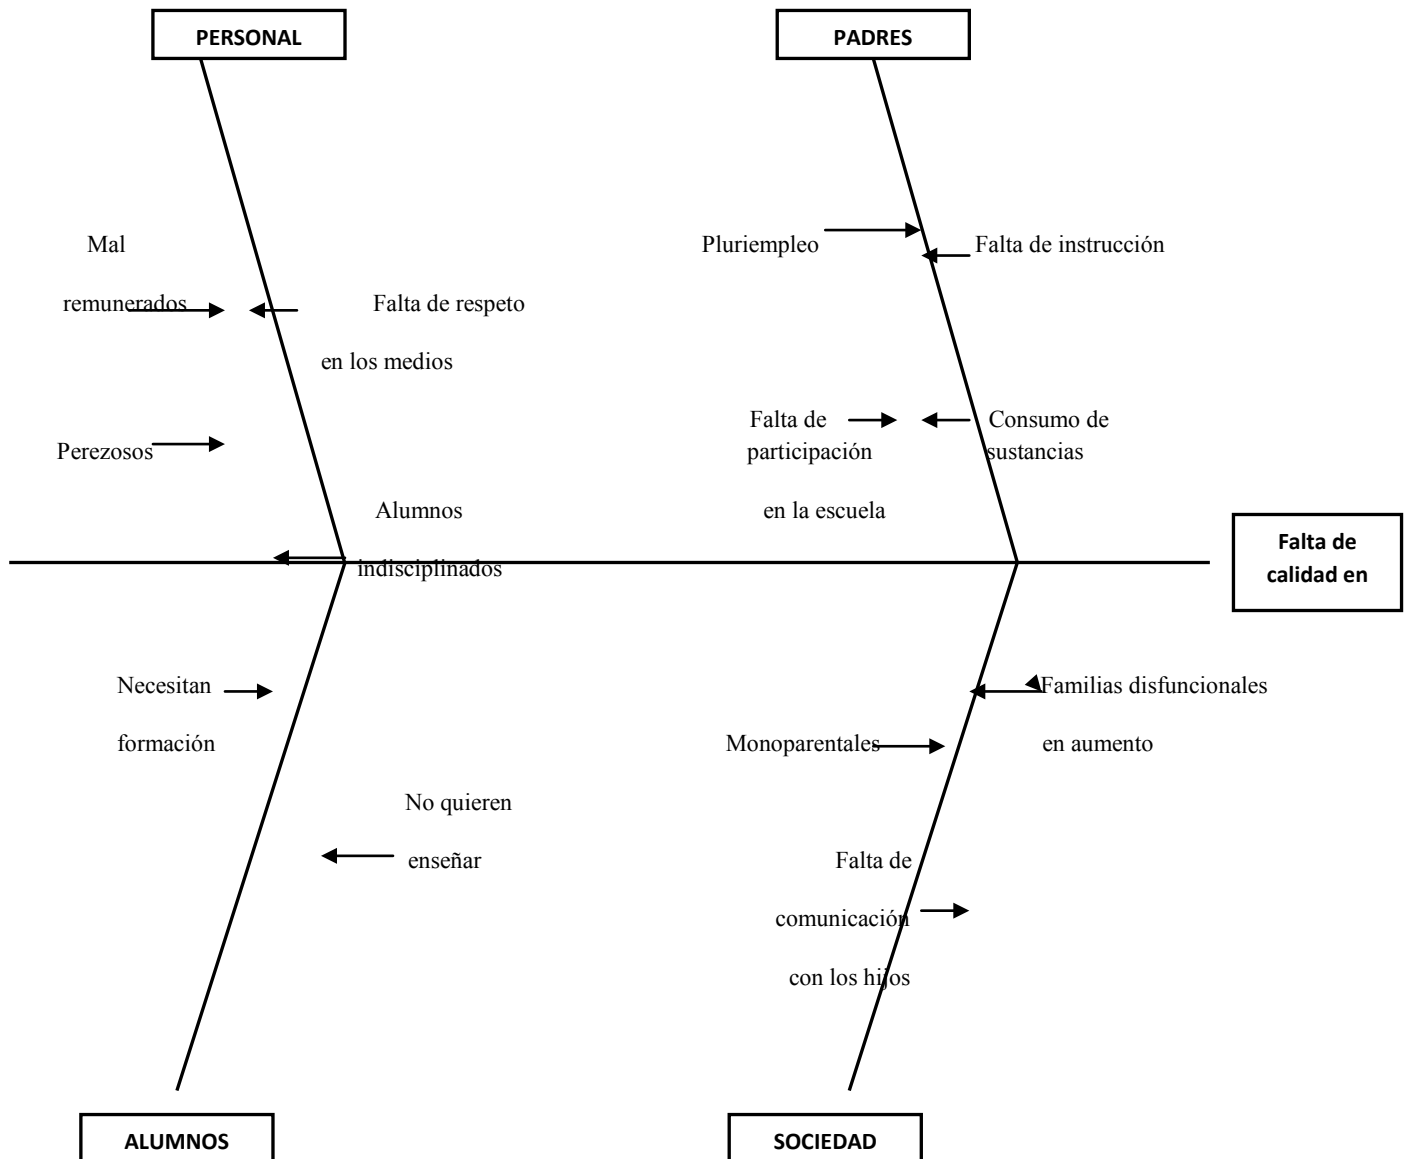 PERSONAL
PADRES
Mal
remunerados
Falta de respeto
en los medios
Pluriempleo
Falta de instrucción
Perezosos
Falta de
participación
en la escuela
Consumo de
sustancias
Alumnos
indisciplinados
Falta de
calidad en
Necesitan
formación
No quieren
enseñar
Monoparentales
Familias disfuncionales
en aumento
Falta de
comunicación
con los hijos
ALUMNOS
SOCIEDAD